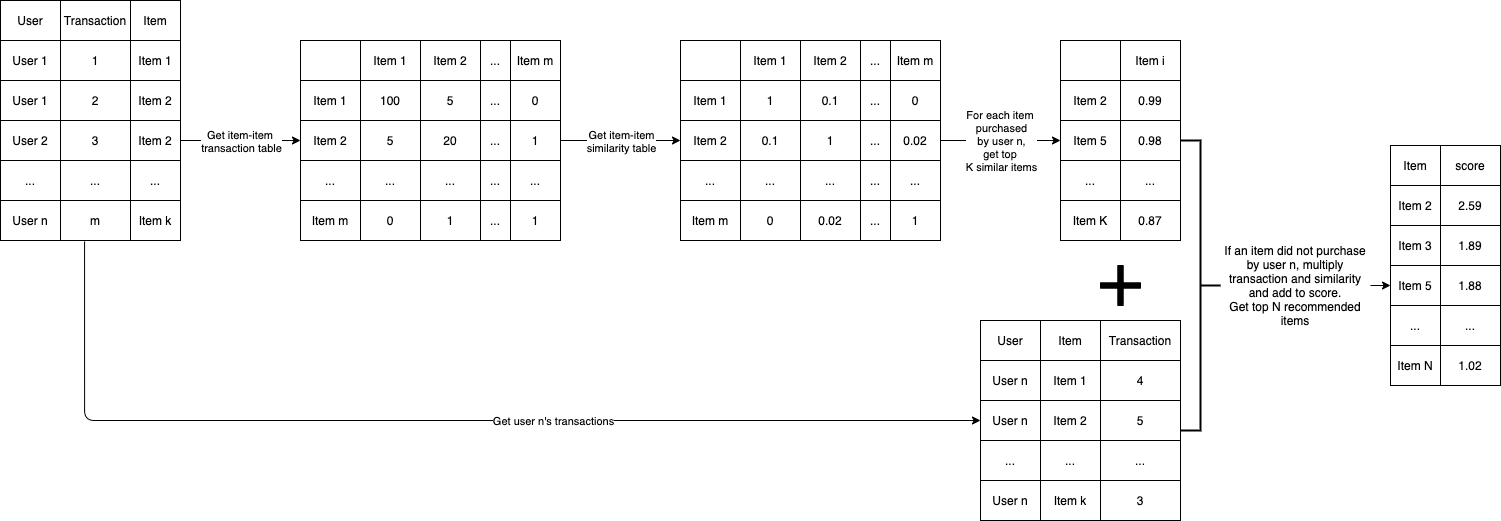 User Transaction Item
User 1 1 Item 1
User 1 2 Item 2
User 2 3 Item 2
... ... ...
User n m Item k
Get item-item
transaction table
Item 1 Item 2 ... Item m
Item 1 100 5 ... 0
Item 2 5 20 ... 1
... ... ... ... ...
Item m 0 1 ... 1
Get item-item
similarity table
Item 1 Item 2 ... Item m
Item 1 1 0.1 ... 0
Item 2 0.1 1 ... 0.02
... ... ... ... ...
Item m 0 0.02 ... 1
For each item
purchased
by user n,
get top
K similar items
Item i
Item 2 0.99
Item 5 0.98
... ...
Item K 0.87
+
Get user n's transactions
User Item Transaction
User n Item 1 4
User n Item 2 5
... ... ...
User n Item k 3
If an item did not purchase
by user n, multiply
transaction and similarity
and add to score.
Get top N recommended
items
Item score
Item 2 2.59
Item 3 1.89
Item 5 1.88
... ...
Item N 1.02